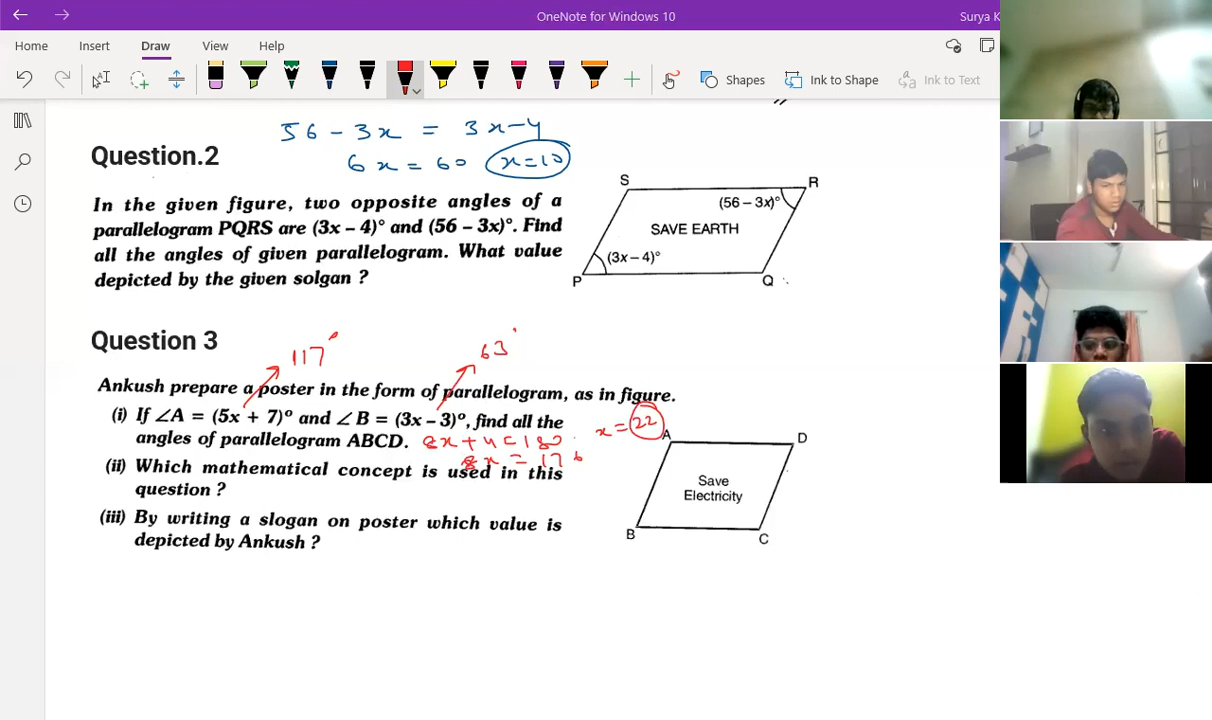 OneNote for Windows 10
Surya K
Home Insert Draw View Help
Shapes Ink to Shape Ink to Text
56 - 3x = 3x-4
6x = 60 x=10
Question.2
In the given figure, two opposite angles of a
parallelogram PQRS are (3x – 4)° and (56 – 3x)°. Find
all the angles of given parallelogram. What value
depicted by the given solgan ?
S R
(56 – 3x)°
SAVE EARTH
(3x – 4)°
P Q
Question 3
117° 63°
Ankush prepare a poster in the form of parallelogram, as in figure.
(i) If ∠A = (5x + 7)° and ∠B = (3x – 3)°, find all the
angles of parallelogram ABCD.
8x + 4 = 180
8x = 176
x = 22
(ii) Which mathematical concept is used in this
question ?
(iii) By writing a slogan on poster which value is
depicted by Ankush ?
A D
Save
Electricity
B C